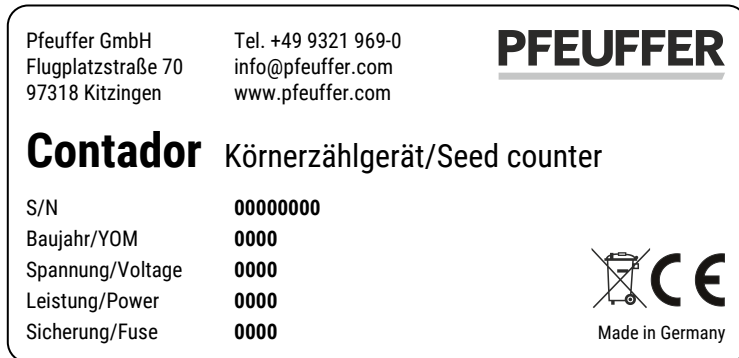 Pfeuffer GmbH
Flugplatzstraße 70
97318 Kitzingen
Tel. +49 9321 969-0
info@pfeuffer.com
www.pfeuffer.com
PFEUFFER
Contador Körnerzählgerät/Seed counter
S/N 00000000
Baujahr/YOM 0000
Spannung/Voltage 0000
Leistung/Power 0000
Sicherung/Fuse 0000
CE
Made in Germany